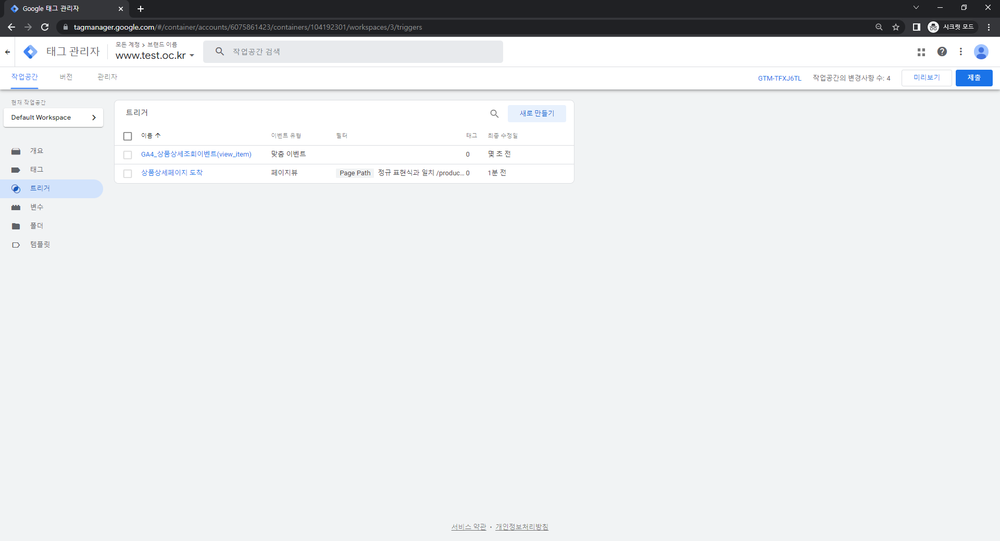 Google 태그 관리자
tagmanager.google.com/#/container/accounts/6075861423/containers/104192301/workspaces/3/triggers
시크릿 모드
태그 관리자
모든 계정 > 브랜드 이름
www.test.oc.kr
작업공간 검색
작업공간 버전 관리자
GTM-TFXJ6TL 작업공간의 변경사항 수: 4 미리보기 제출
현재 작업공간
Default Workspace
개요
태그
트리거
변수
폴더
템플릿
트리거 새로 만들기
이름 이벤트 유형 필터 태그 최종 수정일
GA4_상품상세조회이벤트(view_item) 맞춤 이벤트 0 몇 초 전
상품상세페이지 도착 페이지뷰 Page Path 정규 표현식과 일치 /produc... 0 1분 전
서비스 약관 · 개인정보처리방침